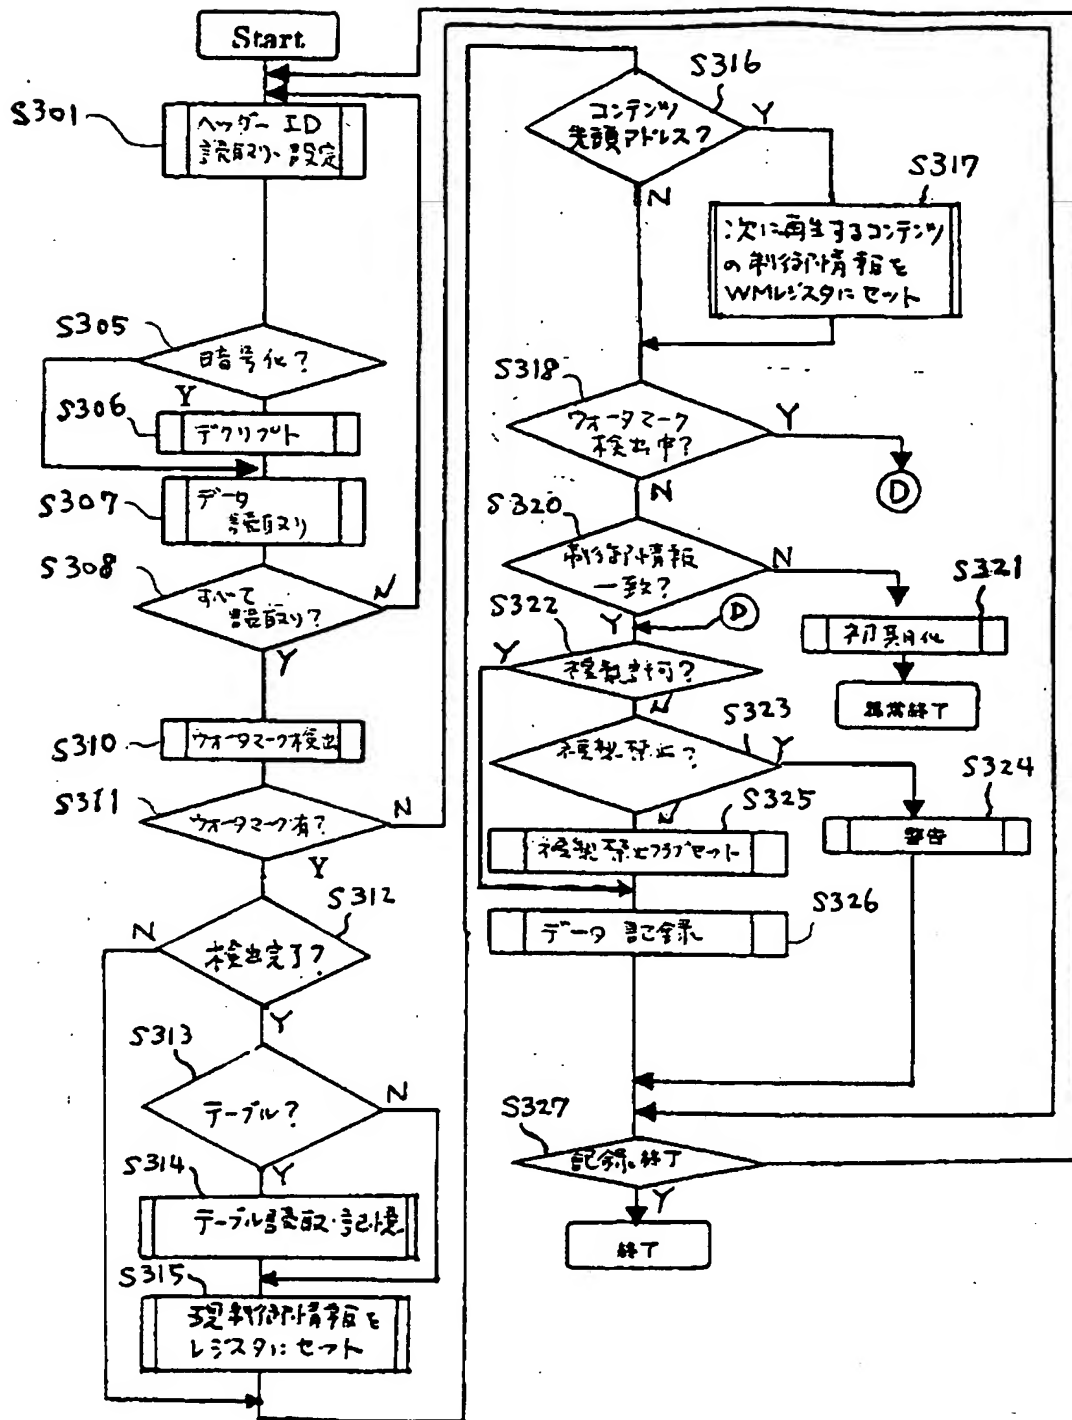 Start
S301
ヘッダー ID
読取り・設定
S305
暗号化?
Y
S306
デクリプト
S307
データ
読取り
S308
すべて
読取り?
N
Y
S310
ウォータマーク検出
S311
ウォータマーク有?
N
Y
S312
N
検出完了?
Y
S313
テーブル?
N
S314
Y
テーブル読取・記憶
S315
現制御情報を
レジスタにセット
S316
コンテンツ
先頭アドレス?
Y
N
S317
次に再生するコンテンツ
の制御情報を
WMレジスタにセット
S318
ウォータマーク
検出中?
Y
N
D
S320
制御情報
一致?
N
Y
D
S321
初期化
異常終了
S322
Y
複製許可?
N
S323
複製禁止?
Y
N
S324
警告
S325
複製禁止フラグセット
S326
データ 記録
S327
記録終了
Y
終了